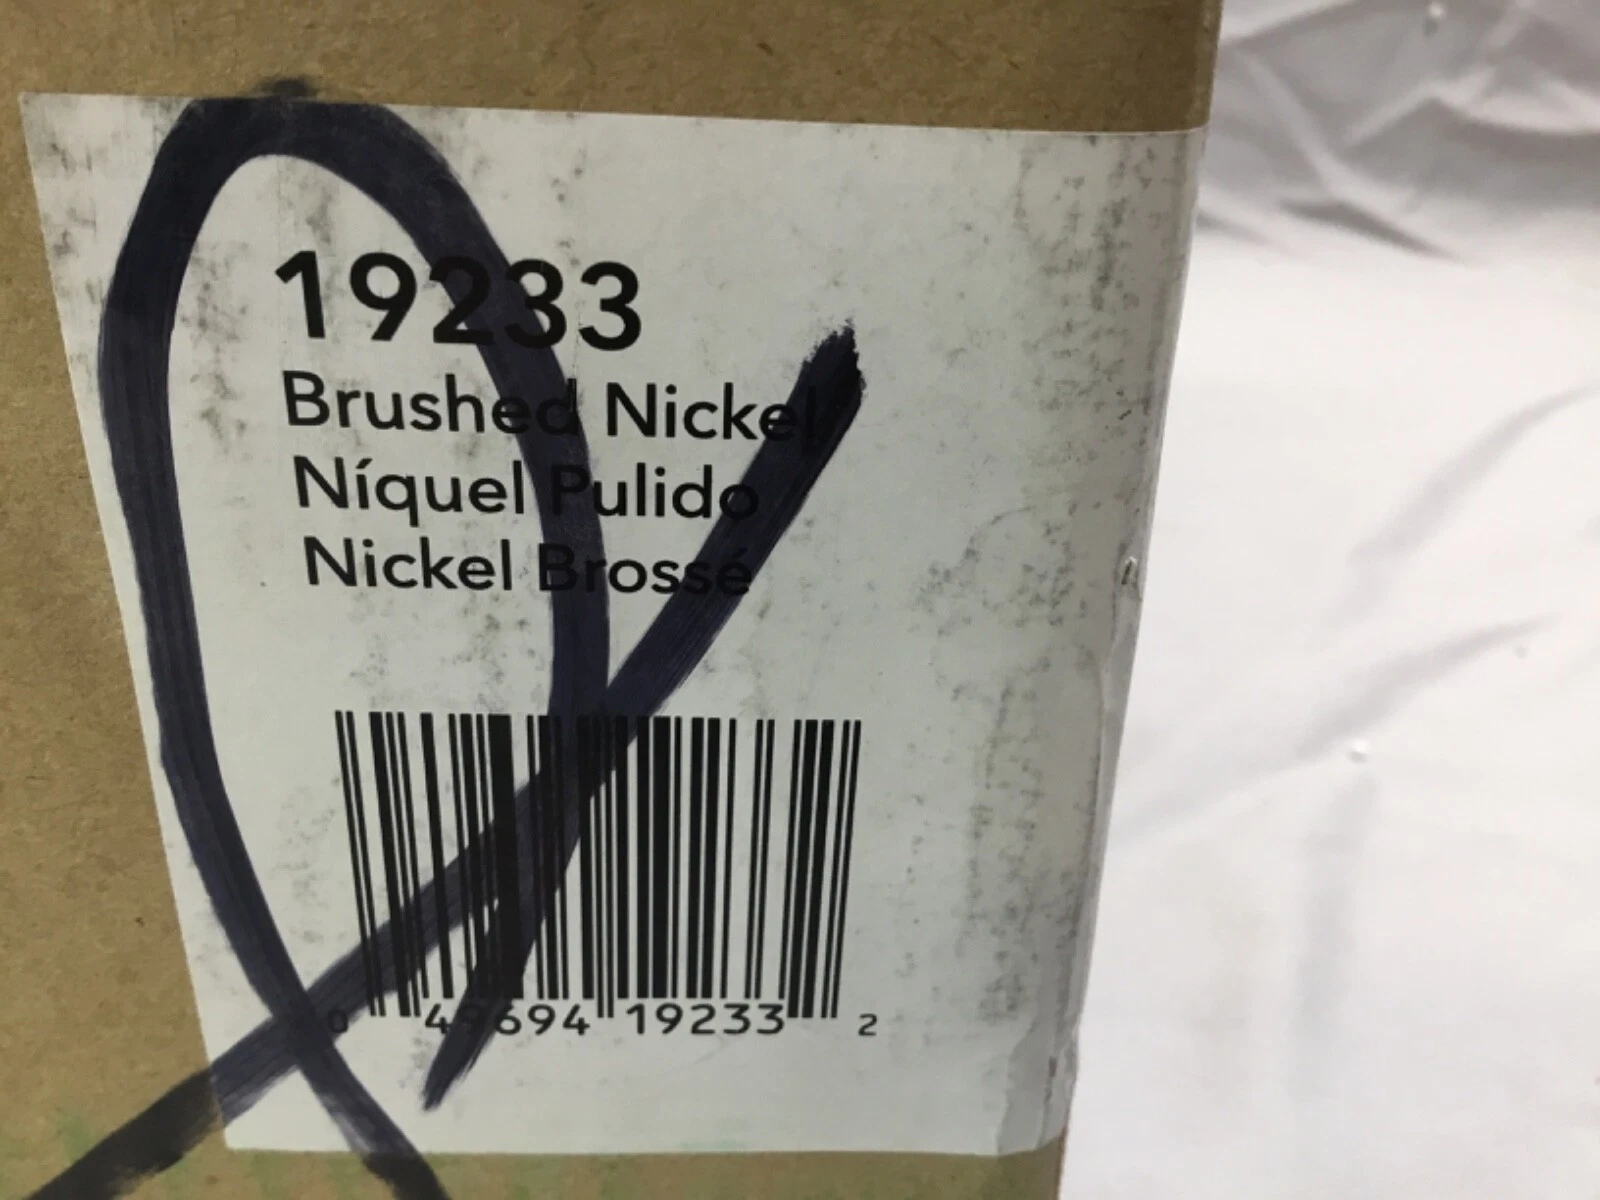 19233
Brushed Nickel
Níquel Pulido
Nickel Brossé
0 49694 19233 2